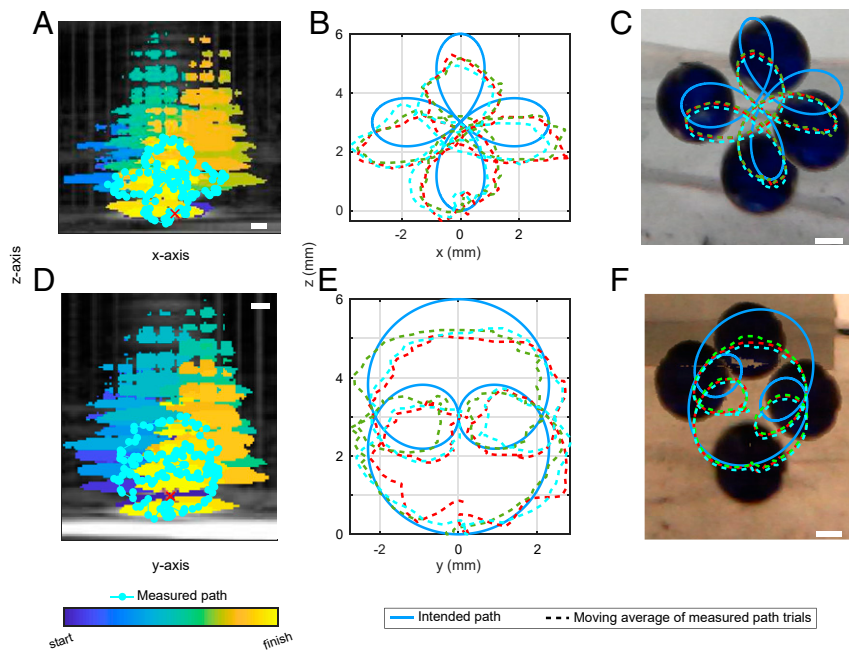 A
B
C
6
4
2
0
-2
0
2
x-axis
x (mm)
z-axis
z (mm)
D
E
F
6
4
2
0
-2
0
2
y-axis
y (mm)
Measured path
start
finish
Intended path
Moving average of measured path trials